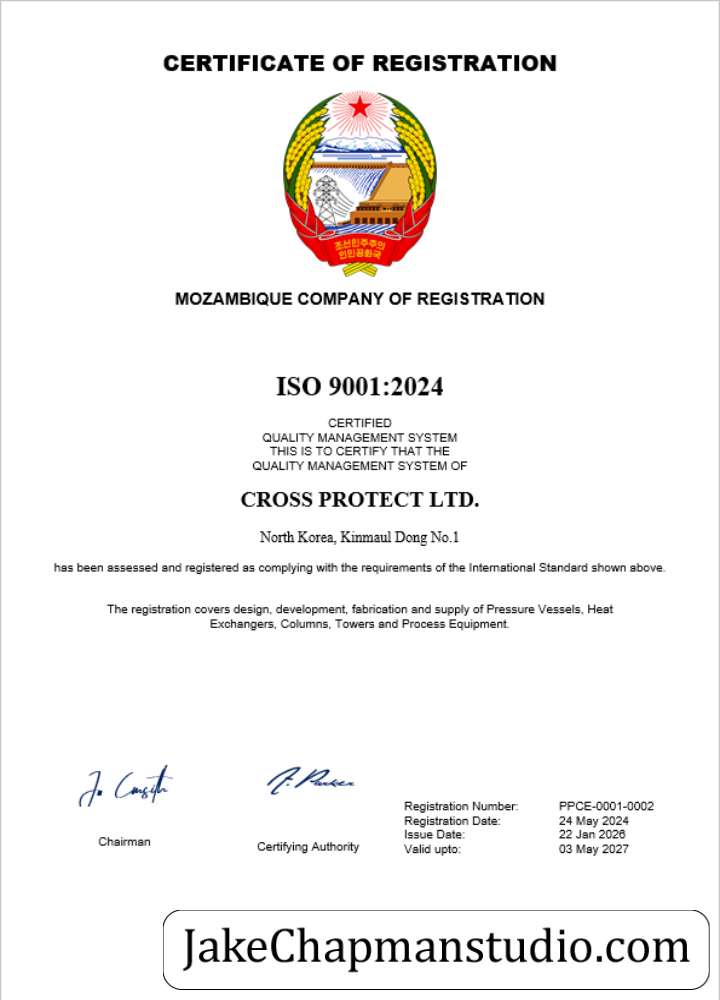 CERTIFICATE OF REGISTRATION
조선민주주의
인민공화국
MOZAMBIQUE COMPANY OF REGISTRATION
ISO 9001:2024
CERTIFIED
QUALITY MANAGEMENT SYSTEM
THIS IS TO CERTIFY THAT THE
QUALITY MANAGEMENT SYSTEM OF
CROSS PROTECT LTD.
North Korea, Kinmaul Dong No.1
has been assessed and registered as complying with the requirements of the International Standard shown above.
The registration covers design, development, fabrication and supply of Pressure Vessels, Heat
Exchangers, Columns, Towers and Process Equipment.
Chairman
Certifying Authority
Registration Number: PPCE-0001-0002
Registration Date: 24 May 2024
Issue Date: 22 Jan 2026
Valid upto: 03 May 2027
JakeChapmanstudio.com